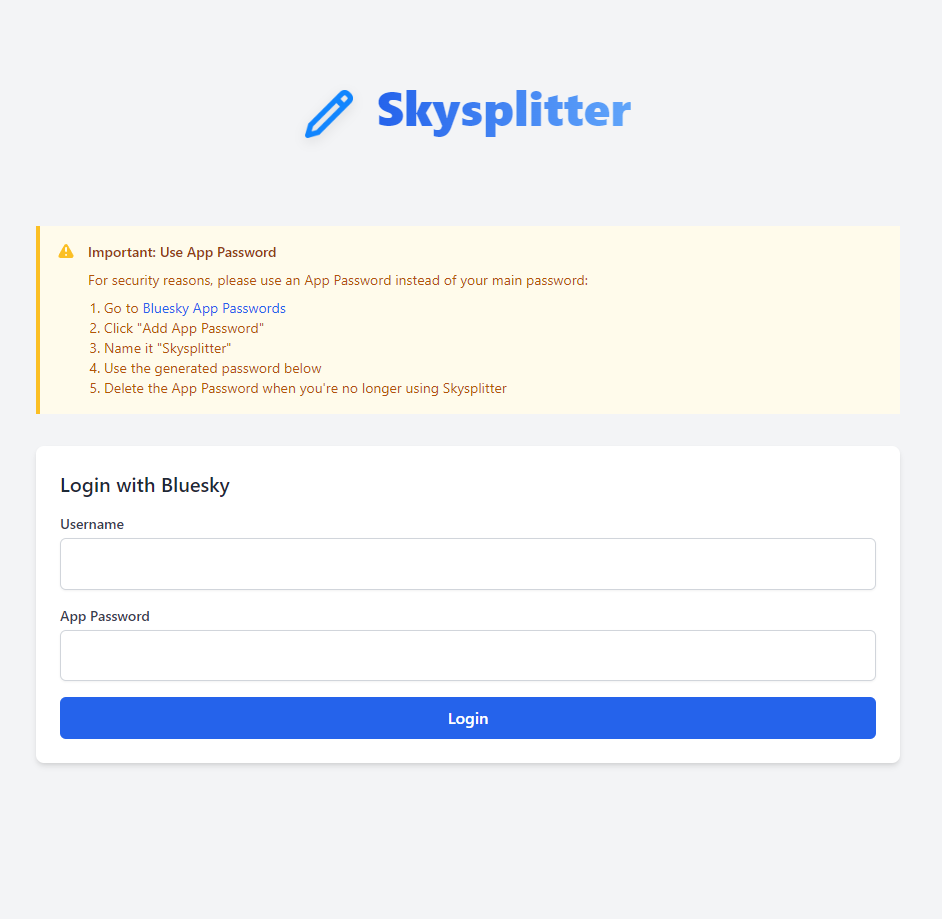 Skysplitter
Important: Use App Password
For security reasons, please use an App Password instead of your main password:
1. Go to Bluesky App Passwords
2. Click "Add App Password"
3. Name it "Skysplitter"
4. Use the generated password below
5. Delete the App Password when you're no longer using Skysplitter
Login with Bluesky
Username
App Password
Login